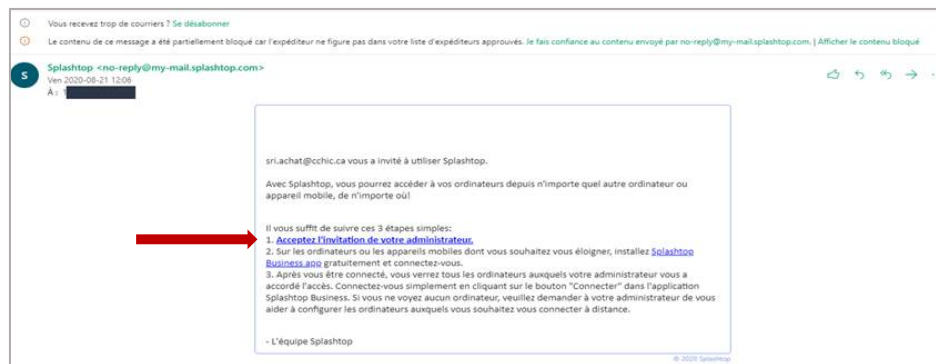 Vous recevez trop de courriers ? Se désabonner
Le contenu de ce message a été partiellement bloqué car l'expéditeur ne figure pas dans votre liste d'expéditeurs approuvés. Je fais confiance au contenu envoyé par no-reply@my-mail.splashtop.com. | Afficher le contenu bloqué
S
Splashtop <no-reply@my-mail.splashtop.com>
Ven 2020-08-21 12:06
À :
sri.achat@cchic.ca vous a invité à utiliser Splashtop.
Avec Splashtop, vous pourrez accéder à vos ordinateurs depuis n'importe quel autre ordinateur ou
appareil mobile, de n'importe où!
Il vous suffit de suivre ces 3 étapes simples:
1. Acceptez l'invitation de votre administrateur.
2. Sur les ordinateurs ou les appareils mobiles dont vous souhaitez vous éloigner, installez Splashtop
Business app gratuitement et connectez-vous.
3. Après vous être connecté, vous verrez tous les ordinateurs auxquels votre administrateur vous a
accordé l'accès. Connectez-vous simplement en cliquant sur le bouton "Connecter" dans l'application
Splashtop Business. Si vous ne voyez aucun ordinateur, veuillez demander à votre administrateur de vous
aider à configurer les ordinateurs auxquels vous souhaitez vous connecter à distance.
- L'équipe Splashtop
© 2020 Splashtop